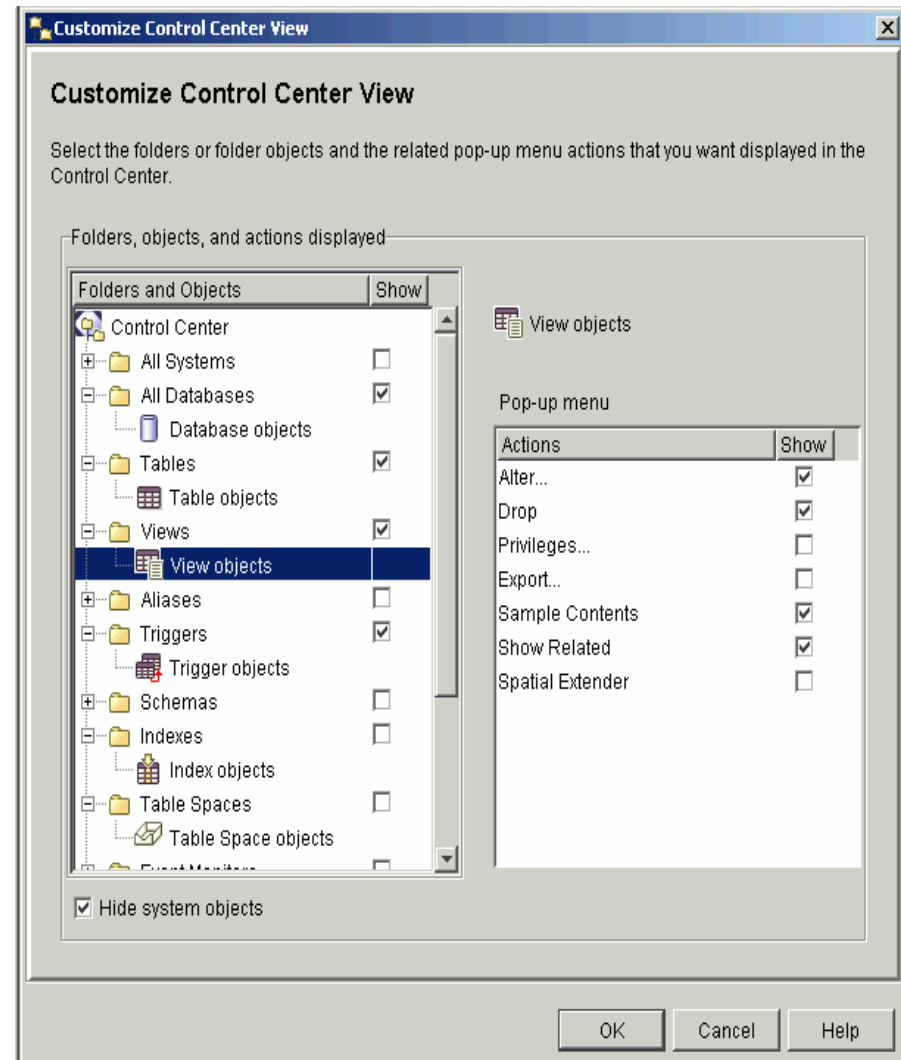 Customize Control Center View
Customize Control Center View
Select the folders or folder objects and the related pop-up menu actions that you want displayed in the
Control Center.
Folders, objects, and actions displayed
Folders and Objects Show
Control Center
All Systems
All Databases
Database objects
Tables
Table objects
Views
View objects
Aliases
Triggers
Trigger objects
Schemas
Indexes
Index objects
Table Spaces
Table Space objects
Event Monitors
Hide system objects
View objects
Pop-up menu
Actions Show
Alter...
Drop
Privileges...
Export...
Sample Contents
Show Related
Spatial Extender
OK Cancel Help